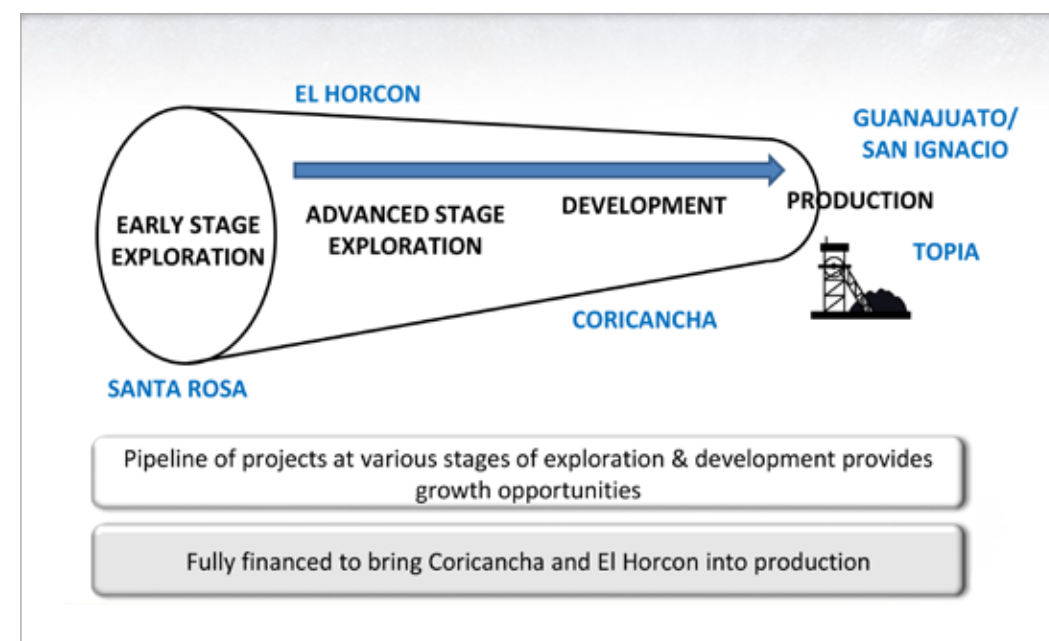 EL HORCON
GUANAJUATO/
SAN IGNACIO
EARLY STAGE
EXPLORATION
ADVANCED STAGE
EXPLORATION
DEVELOPMENT
PRODUCTION
TOPIA
CORICANCHA
SANTA ROSA
Pipeline of projects at various stages of exploration & development provides
growth opportunities
Fully financed to bring Coricancha and El Horcon into production